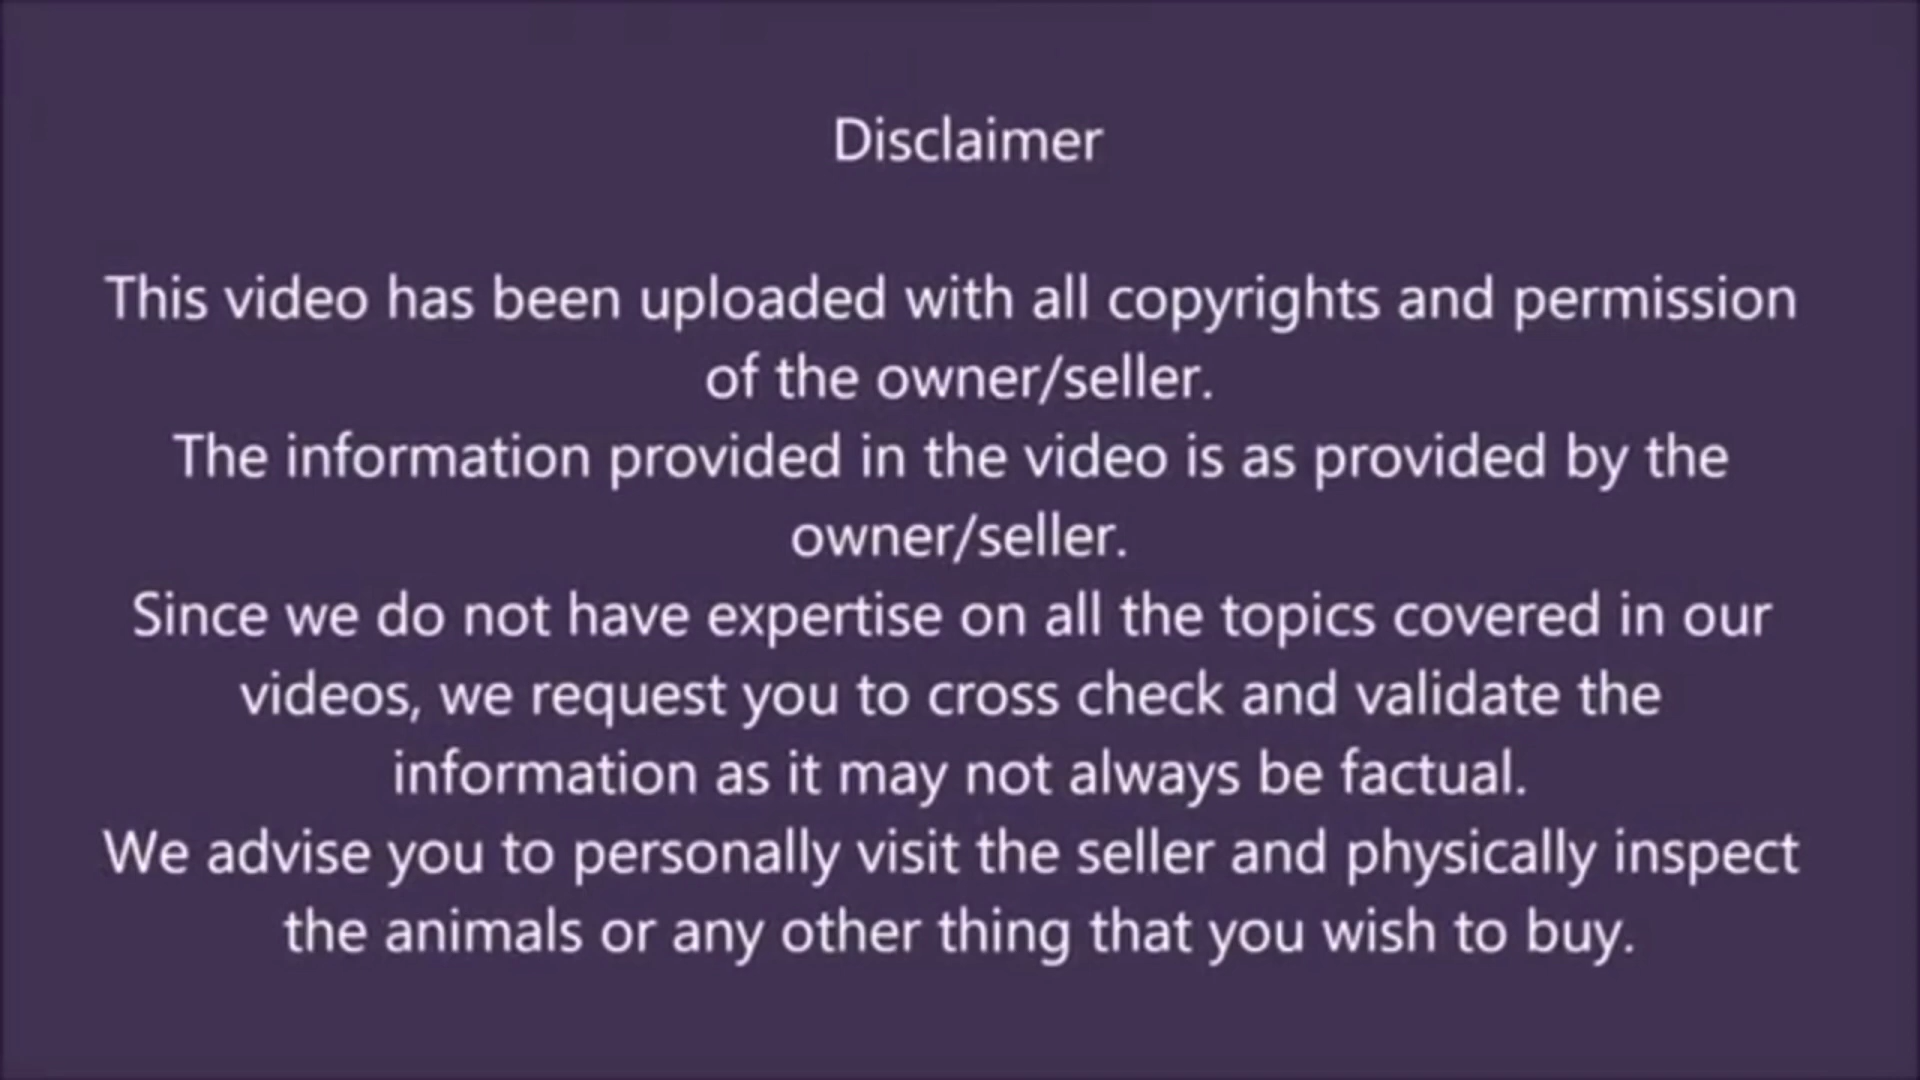 Disclaimer
This video has been uploaded with all copyrights and permission
of the owner/seller.
The information provided in the video is as provided by the
owner/seller.
Since we do not have expertise on all the topics covered in our
videos, we request you to cross check and validate the
information as it may not always be factual.
We advise you to personally visit the seller and physically inspect
the animals or any other thing that you wish to buy.